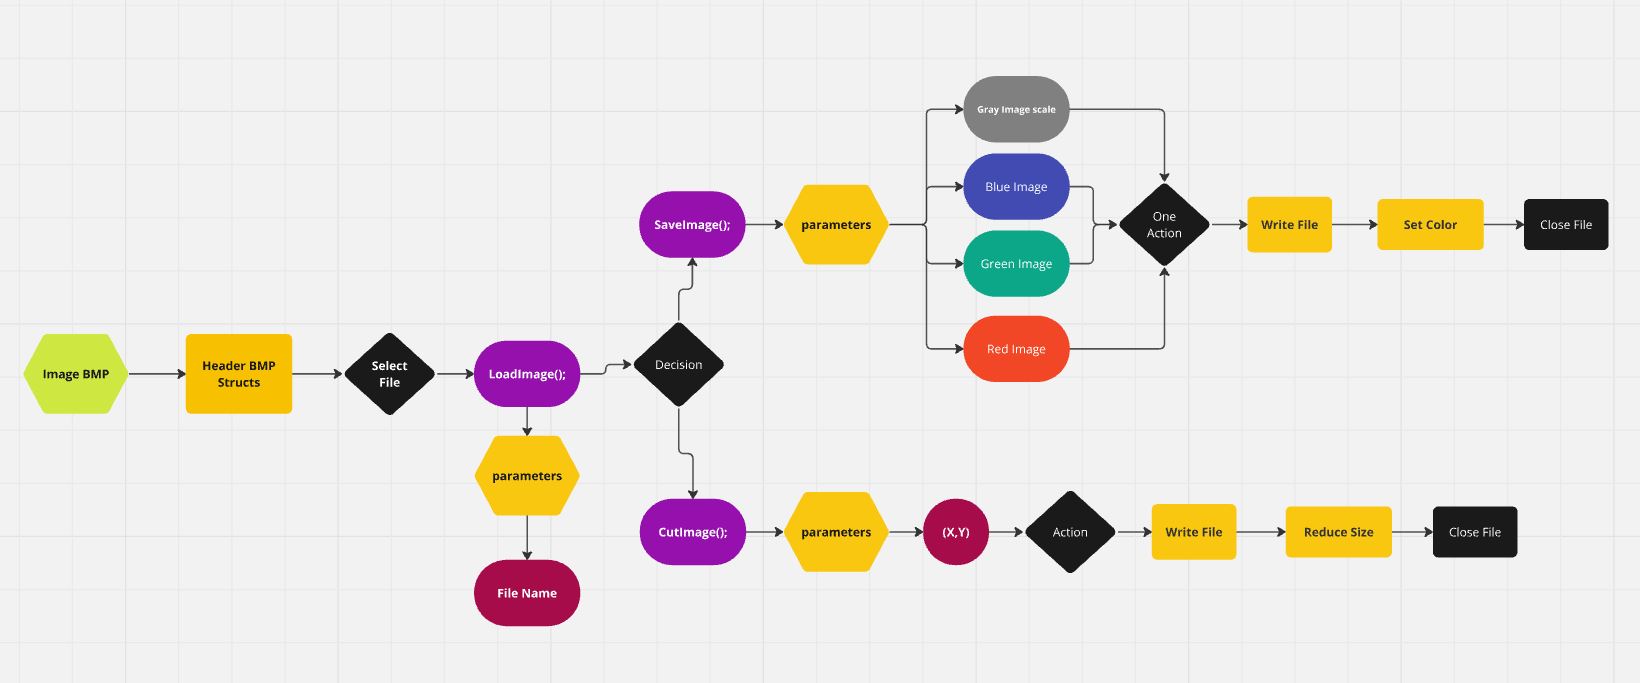 Gray Image scale
Blue Image
SaveImage();
parameters
One
Action
Write File
Set Color
Close File
Green Image
Red Image
Image BMP
Header BMP
Structs
Select
File
LoadImage();
Decision
parameters
File Name
CutImage();
parameters
(X,Y)
Action
Write File
Reduce Size
Close File